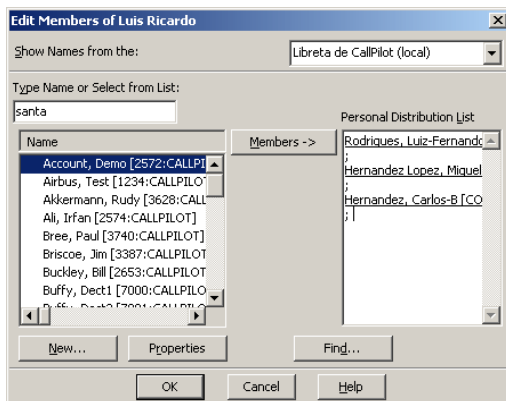 Edit Members of Luis Ricardo
Show Names from the:
Libreta de CallPilot (local)
Type Name or Select from List:
santa
Personal Distribution List
Name
Members ->
Account, Demo [2572:CALLPI
Airbus, Test [1234:CALLPILOT
Akkermann, Rudy [3628:CALL
Ali, Irfan [2574:CALLPILOT]
Bree, Paul [3740:CALLPILOT]
Briscoe, Jim [3387:CALLPILOT
Buckley, Bill [2653:CALLPILOT
Buffy, Dect1 [7000:CALLPILO
Rodrigues, Luiz-Fernando
;
Hernandez Lopez, Miguel
;
Hernandez, Carlos-B [CO
;
New...
Properties
Find...
OK
Cancel
Help